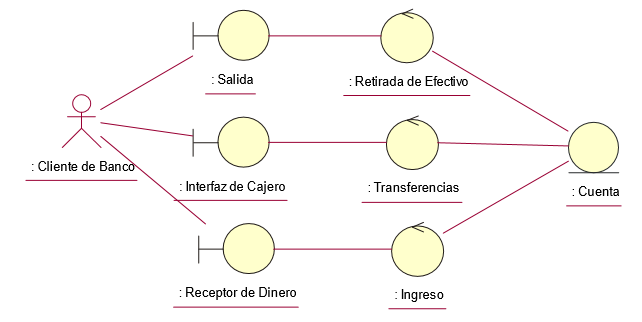 : Salida
: Retirada de Efectivo
: Cliente de Banco
: Interfaz de Cajero
: Transferencias
: Cuenta
: Receptor de Dinero
: Ingreso